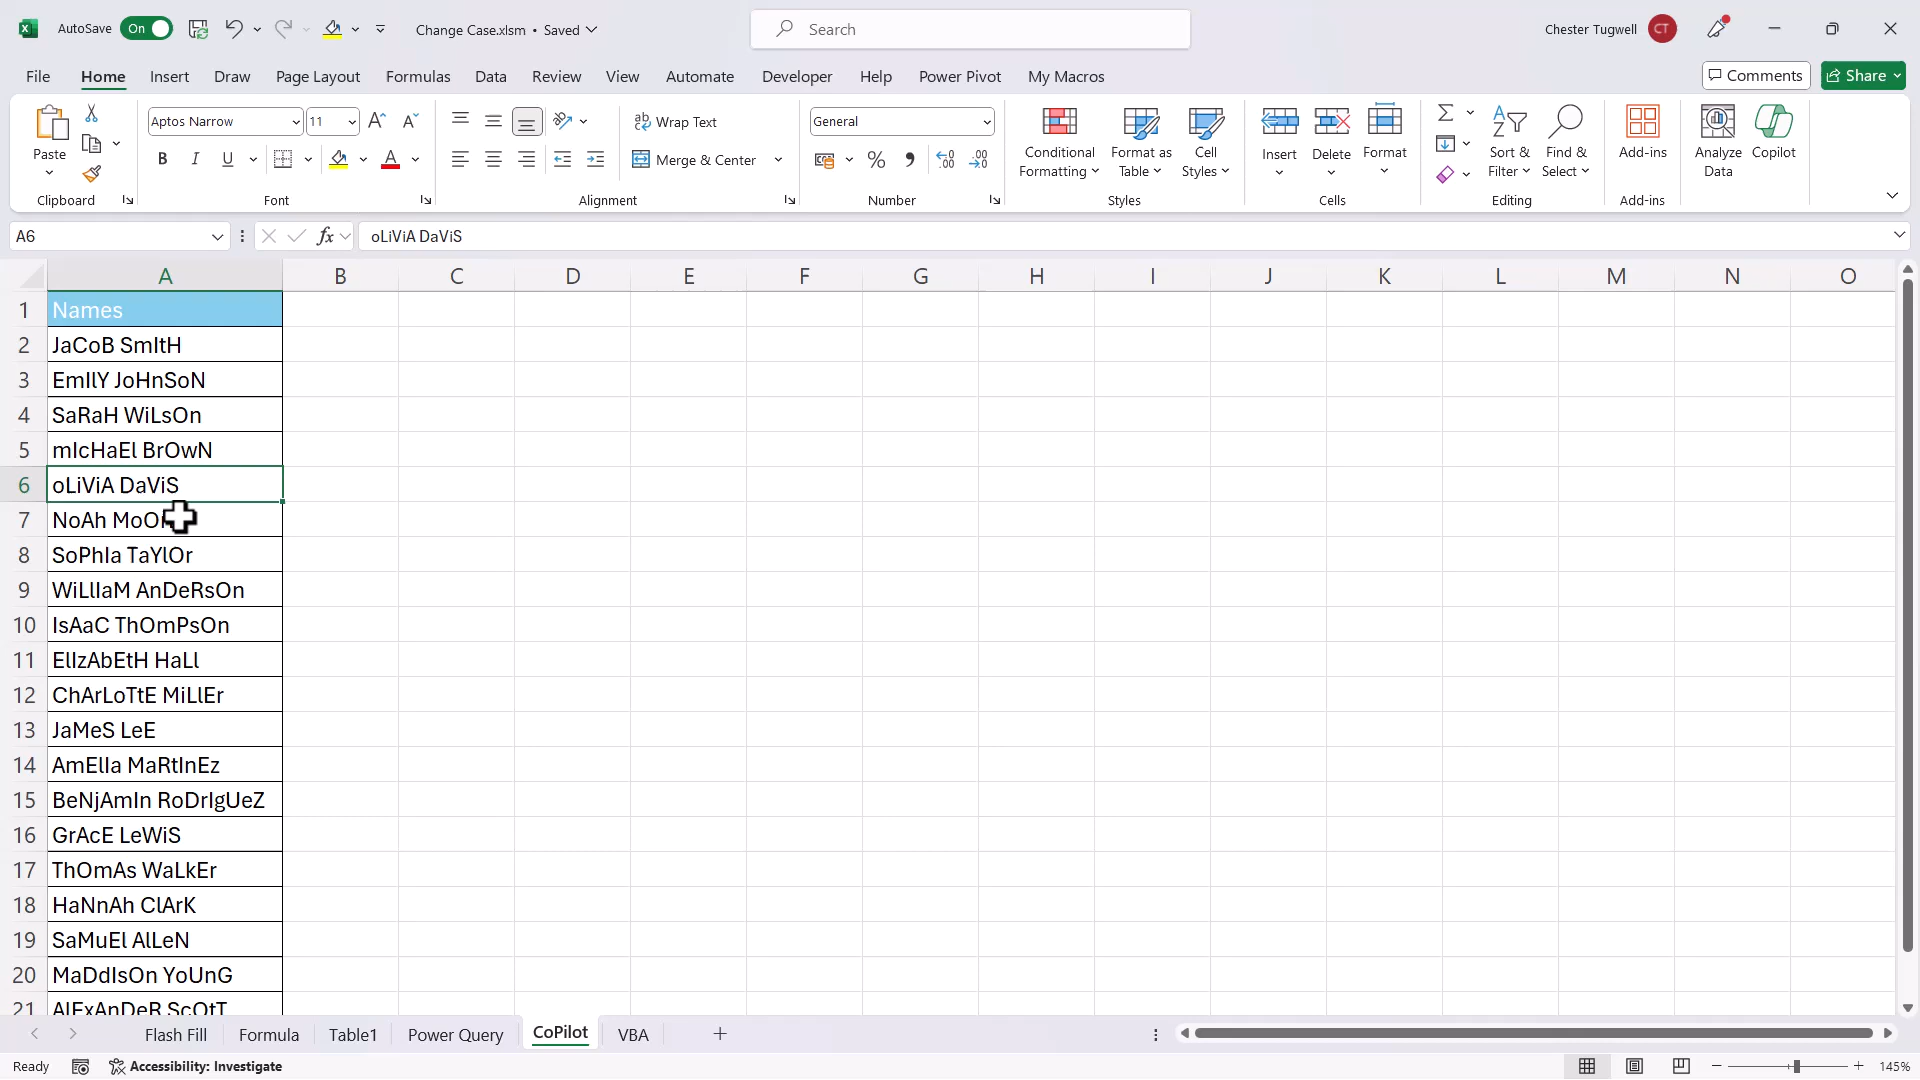 AutoSave On Change Case.xlsm • Saved Search Chester Tugwell CT
File Home Insert Draw Page Layout Formulas Data Review View Automate Developer Help Power Pivot My Macros Comments Share
Paste
Clipboard
Aptos Narrow 11
B I U A
Font
Wrap Text
Merge & Center
Alignment
General
%
Number
Conditional Formatting
Format as Table
Cell Styles
Styles
Insert Delete Format
Cells
Sort & Filter
Find & Select
Editing
Add-ins
Add-ins
Analyze Data
Copilot
A6 fx oLiViA DaViS
A B C D E F G H I J K L M N O
1 Names
2 JaCoB SmItH
3 EmIlY JoHnSoN
4 SaRaH WiLsOn
5 mIcHaEl BrOwN
6 oLiViA DaViS
7 NoAh
8 SoPhIa TaYlOr
9 WiLlIaM AnDeRsOn
10 IsAaC ThOmPsOn
11 ElIzAbEtH HaLl
12 ChArLoTtE MiLlEr
13 JaMeS LeE
14 AmElIa MaRtInEz
15 BeNjAmIn RoDrIgUeZ
16 GrAcE LeWiS
17 ThOmAs WaLkEr
18 HaNnAh ClArK
19 SaMuEl AlLeN
20 MaDdIsOn YoUnG
21 AlExAnDeR ScOtT
Flash Fill Formula Table1 Power Query CoPilot VBA
Ready Accessibility: Investigate 145%